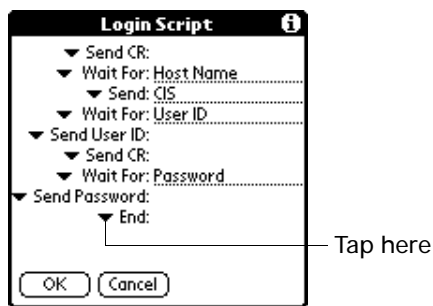 Login Script i
Send CR:
Wait For: Host Name
Send: CIS
Wait For: User ID
Send User ID:
Send CR:
Wait For: Password
Send Password:
End:
Tap here
OK Cancel